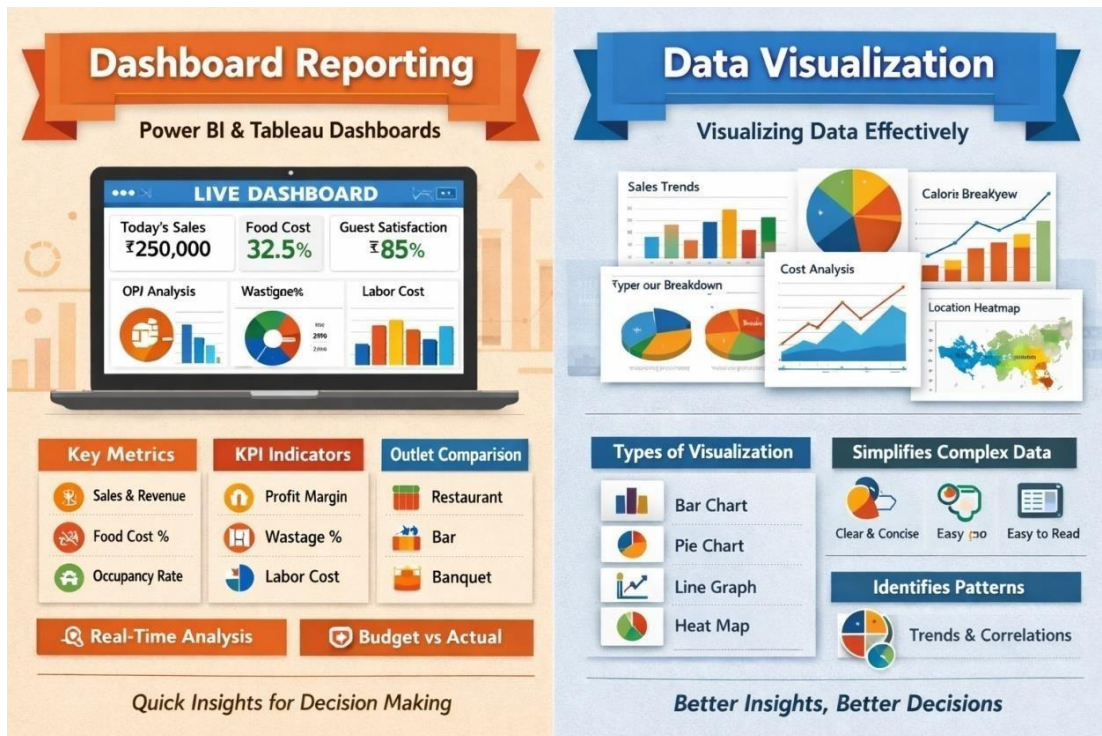 Dashboard Reporting
Power BI & Tableau Dashboards
LIVE DASHBOARD
Today's Sales
₹250,000
Food Cost
32.5%
Guest Satisfaction
₹85%
OPJ Analysis
Wastigne%
Labor Cost
Key Metrics
Sales & Revenue
Food Cost %
Occupancy Rate
KPI Indicators
Profit Margin
Wastage %
Labor Cost
Outlet Comparison
Restaurant
Bar
Banquet
Real-Time Analysis
Budget vs Actual
Quick Insights for Decision Making
Data Visualization
Visualizing Data Effectively
Sales Trends
Calorii Breakyew
₹yper our Breakdown
Cost Analysis
Location Heatmap
Types of Visualization
Bar Chart
Pie Chart
Line Graph
Heat Map
Simplifies Complex Data
Clear & Concise
Easy
Easy to Read
Identifies Patterns
Trends & Correlations
Better Insights, Better Decisions